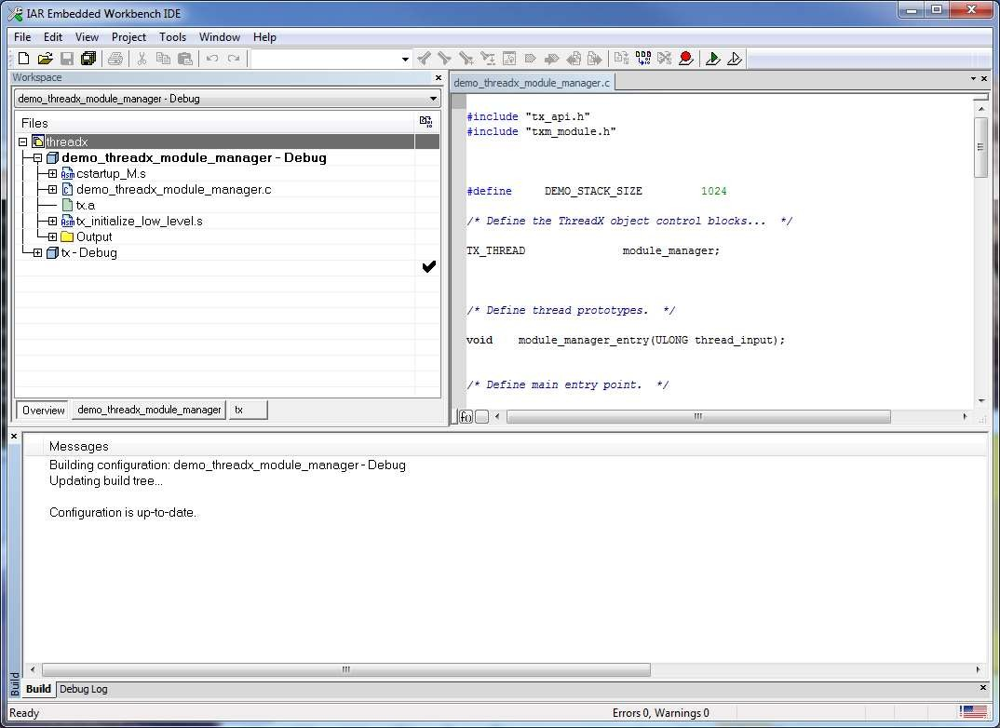 IAR Embedded Workbench IDE
File Edit View Project Tools Window Help
Workspace
demo_threadx_module_manager - Debug
Files
threadx
demo_threadx_module_manager - Debug
cstartup_M.s
demo_threadx_module_manager.c
tx.a
tx_initialize_low_level.s
Output
tx - Debug
Overview demo_threadx_module_manager tx
demo_threadx_module_manager.c
#include "tx_api.h"
#include "txm_module.h"
#define DEMO_STACK_SIZE 1024
/* Define the ThreadX object control blocks... */
TX_THREAD module_manager;
/* Define thread prototypes. */
void module_manager_entry(ULONG thread_input);
/* Define main entry point. */
f()
Messages
Building configuration: demo_threadx_module_manager - Debug
Updating build tree...
Configuration is up-to-date.
Build
Build Debug Log
Ready Errors 0, Warnings 0